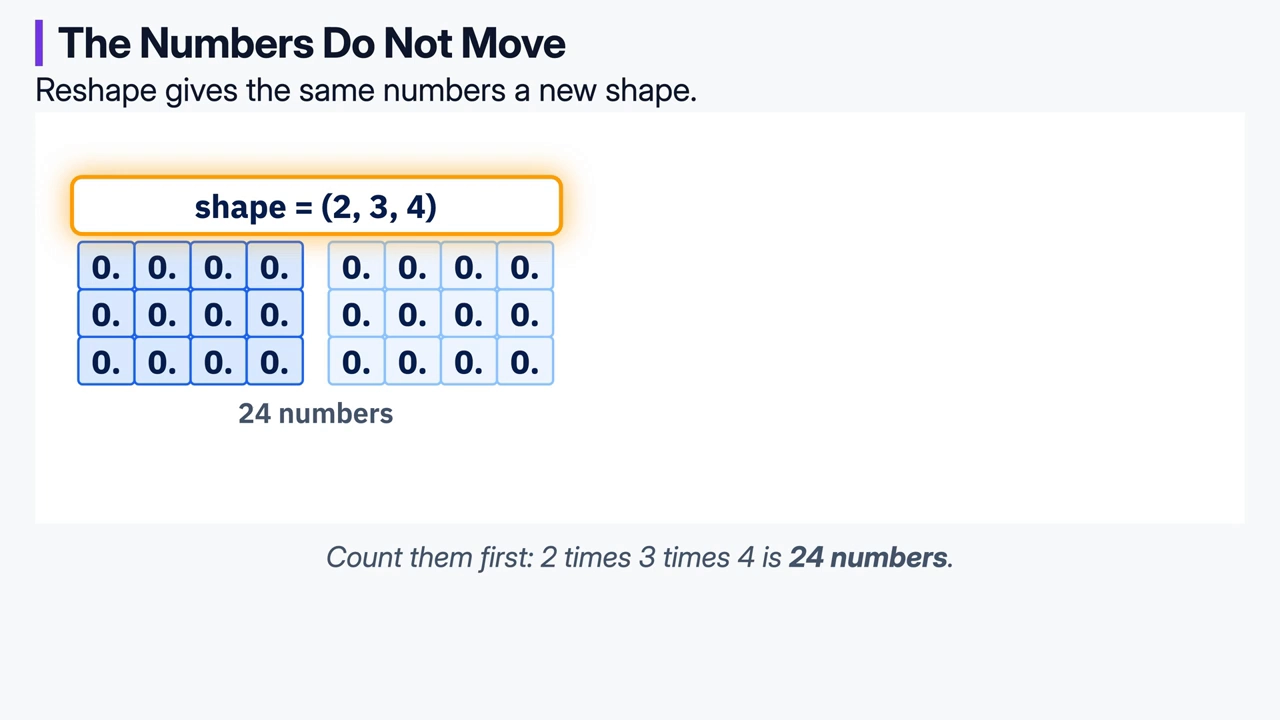 The Numbers Do Not Move
Reshape gives the same numbers a new shape.
shape = (2, 3, 4)
0. 0. 0. 0. 0. 0. 0. 0.
0. 0. 0. 0. 0. 0. 0. 0.
0. 0. 0. 0. 0. 0. 0. 0.
24 numbers
Count them first: 2 times 3 times 4 is 24 numbers.